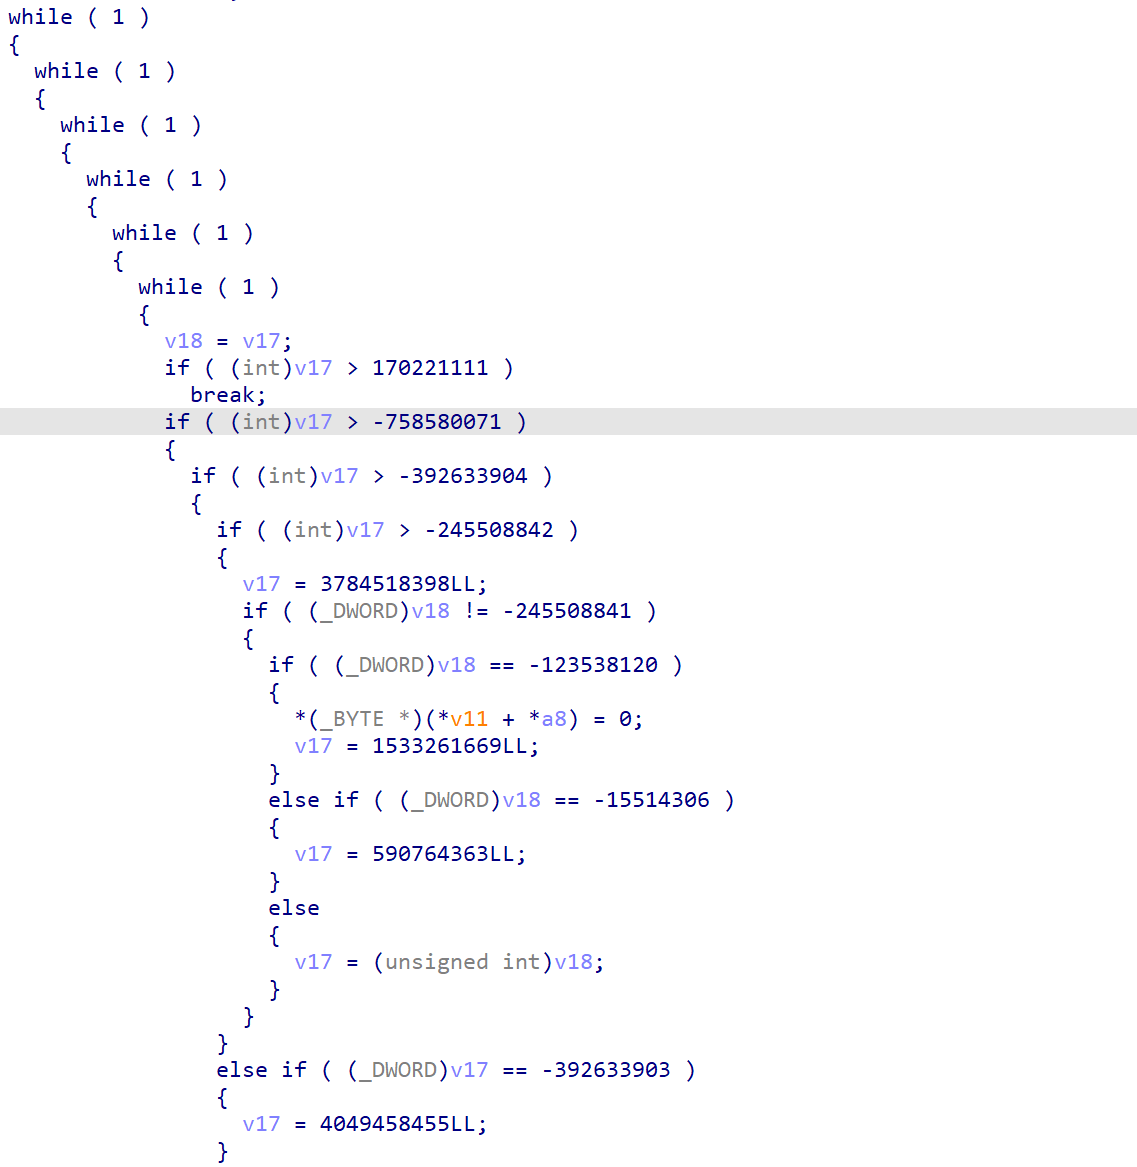 while ( 1 )
{
while ( 1 )
{
while ( 1 )
{
while ( 1 )
{
while ( 1 )
{
while ( 1 )
{
v18 = v17;
if ( (int)v17 > 170221111 )
break;
if ( (int)v17 > -758580071 )
{
if ( (int)v17 > -392633904 )
{
if ( (int)v17 > -245508842 )
{
v17 = 3784518398LL;
if ( (_DWORD)v18 != -245508841 )
{
if ( (_DWORD)v18 == -123538120 )
{
*(_BYTE *)(*v11 + *a8) = 0;
v17 = 1533261669LL;
}
else if ( (_DWORD)v18 == -15514306 )
{
v17 = 590764363LL;
}
else
{
v17 = (unsigned int)v18;
}
}
}
else if ( (_DWORD)v17 == -392633903 )
{
v17 = 4049458455LL;
}